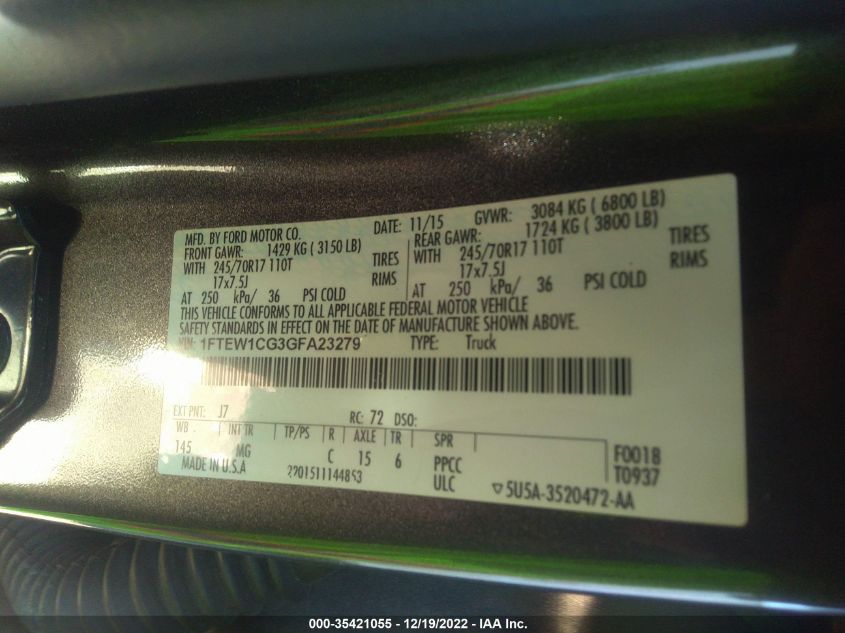 MFD. BY FORD MOTOR CO. DATE: 11/15 GVWR: 3084 KG ( 6800 LB)
FRONT GAWR: 1429 KG ( 3150 LB) REAR GAWR: 1724 KG ( 3800 LB)
WITH 245/70R17 110T TIRES WITH 245/70R17 110T TIRES
17x7.5J RIMS 17x7.5J RIMS
AT 250 kPa/ 36 PSI COLD AT 250 kPa/ 36 PSI COLD
THIS VEHICLE CONFORMS TO ALL APPLICABLE FEDERAL MOTOR VEHICLE
SAFETY STANDARDS IN EFFECT ON THE DATE OF MANUFACTURE SHOWN ABOVE.
VIN: 1FTEW1CG3GFA23279 TYPE: Truck
EXT PNT: J7 RC: 72 DSO:
WB INT TR TP/PS R AXLE TR SPR
145 MG C 15 6 PPCC F0018
MADE IN U.S.A 2201511144853 ULC T0937
▽5U5A-3520472-AA
000-35421055 - 12/19/2022 - IAA Inc.